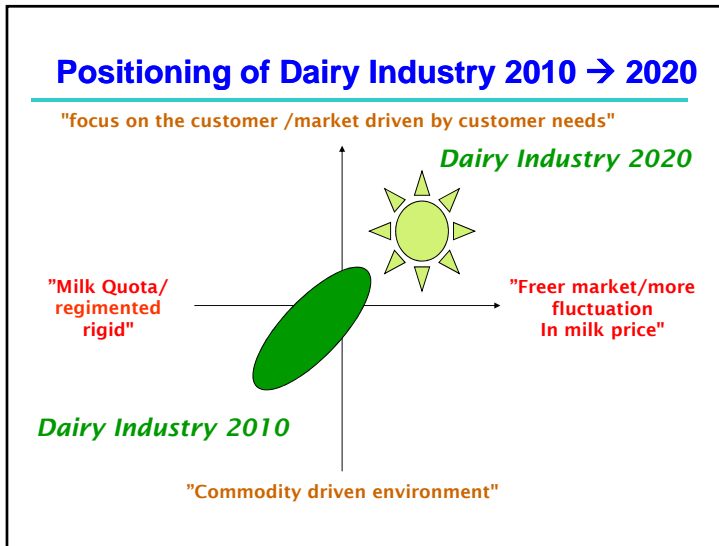 Positioning of Dairy Industry 2010 → 2020
"focus on the customer /market driven by customer needs"
Dairy Industry 2020
”Milk Quota/
regimented
rigid"
”Freer market/more
fluctuation
In milk price"
Dairy Industry 2010
”Commodity driven environment"